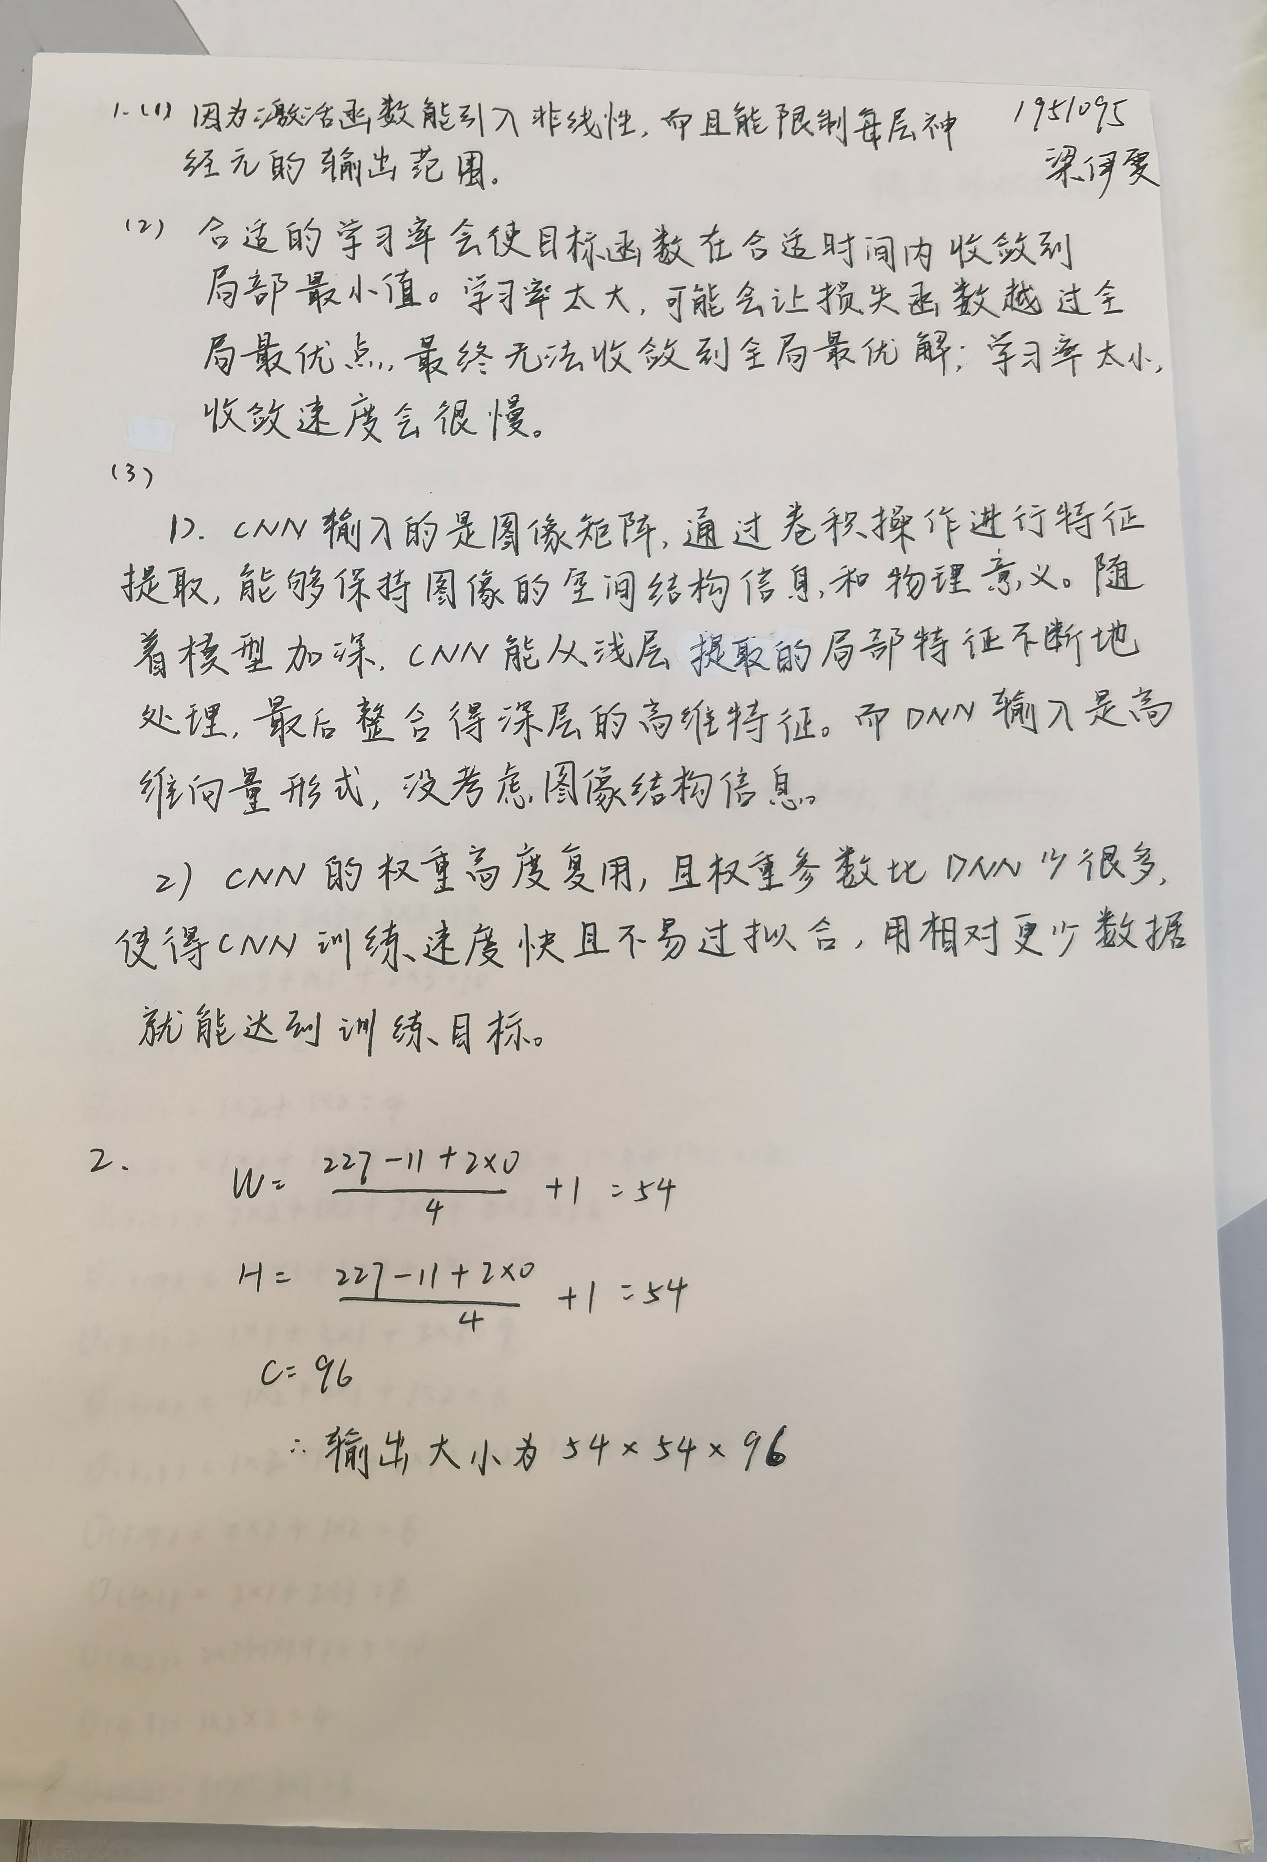 1.(1) 因为激活函数能引入非线性,而且能限制每层神 1951095
经元的输出范围。 梁伊雯
(2) 合适的学习率会使目标函数在合适时间内收敛到
局部最小值。学习率太大,可能会让损失函数越过全
局最优点,最终无法收敛到全局最优解;学习率太小,
收敛速度会很慢。
(3)
1). CNN输入的是图像矩阵,通过卷积操作进行特征
提取,能够保持图像的空间结构信息,和物理意义。随
着模型加深,CNN能从浅层提取的局部特征不断地
处理,最后整合得深层的高维特征。而DNN输入是高
维向量形式,没考虑图像结构信息。
2) CNN的权重高度复用,且权重参数比DNN少很多,
使得CNN训练速度快且不易过拟合,用相对更少数据
就能达到训练目标。
2. W= (227-11+2×0)/4 +1 =54
H= (227-11+2×0)/4 +1 =54
C=96
∴输出大小为54×54×96